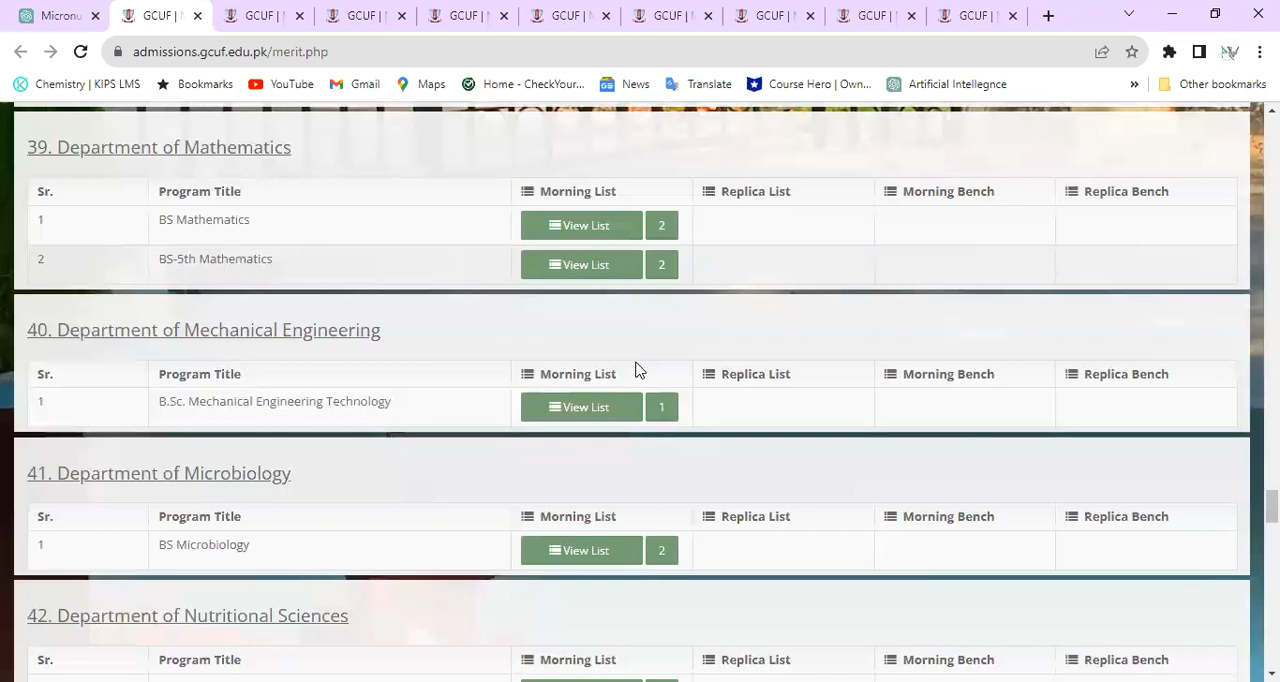 Micronu
GCUF |
GCUF |
GCUF |
GCUF |
GCUF |
GCUF |
GCUF |
GCUF |
GCUF |
admissions.gcuf.edu.pk/merit.php
Chemistry | KIPS LMS Bookmarks YouTube Gmail Maps Home - CheckYour... News Translate Course Hero | Own... Artificial Intellegnce » Other bookmarks
39. Department of Mathematics
Sr. Program Title Morning List Replica List Morning Bench Replica Bench
1 BS Mathematics View List 2
2 BS-5th Mathematics View List 2
40. Department of Mechanical Engineering
Sr. Program Title Morning List Replica List Morning Bench Replica Bench
1 B.Sc. Mechanical Engineering Technology View List 1
41. Department of Microbiology
Sr. Program Title Morning List Replica List Morning Bench Replica Bench
1 BS Microbiology View List 2
42. Department of Nutritional Sciences
Sr. Program Title Morning List Replica List Morning Bench Replica Bench